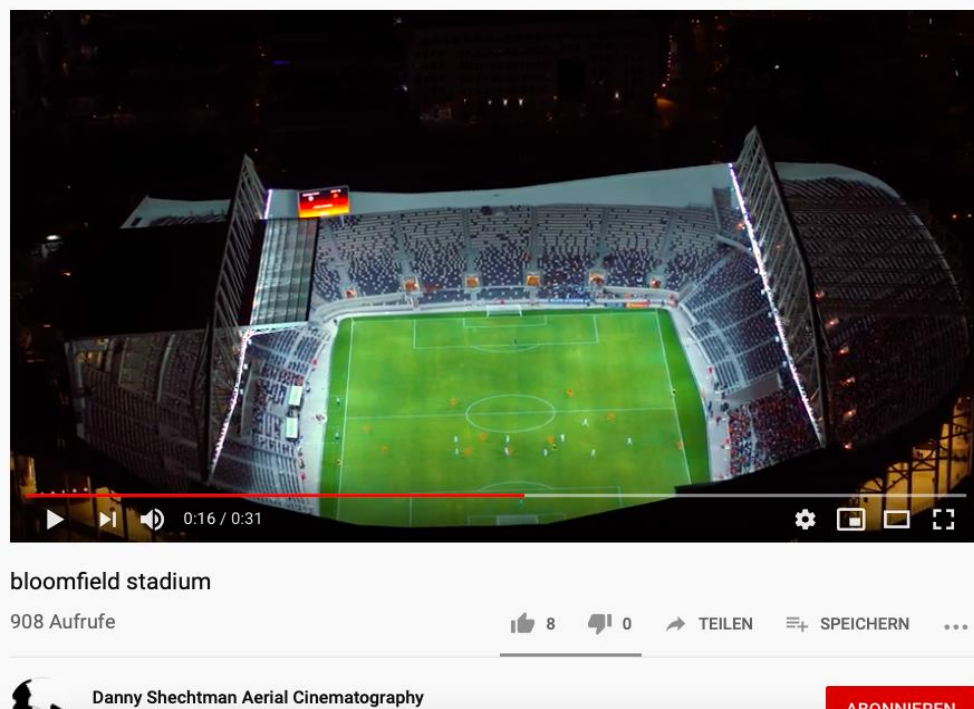 0:16 / 0:31
bloomfield stadium
908 Aufrufe
8
0
TEILEN
SPEICHERN
Danny Shechtman Aerial Cinematography
ABONNIEREN